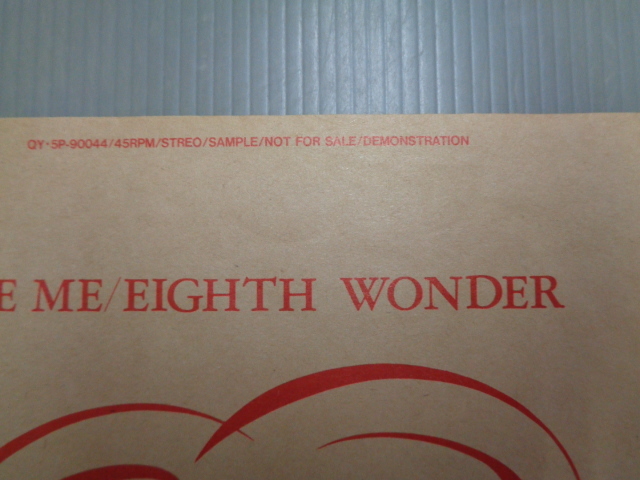 QY・5P-90044/45RPM/STREO/SAMPLE/NOT FOR SALE/DEMONSTRATION
E ME/EIGHTH WONDER